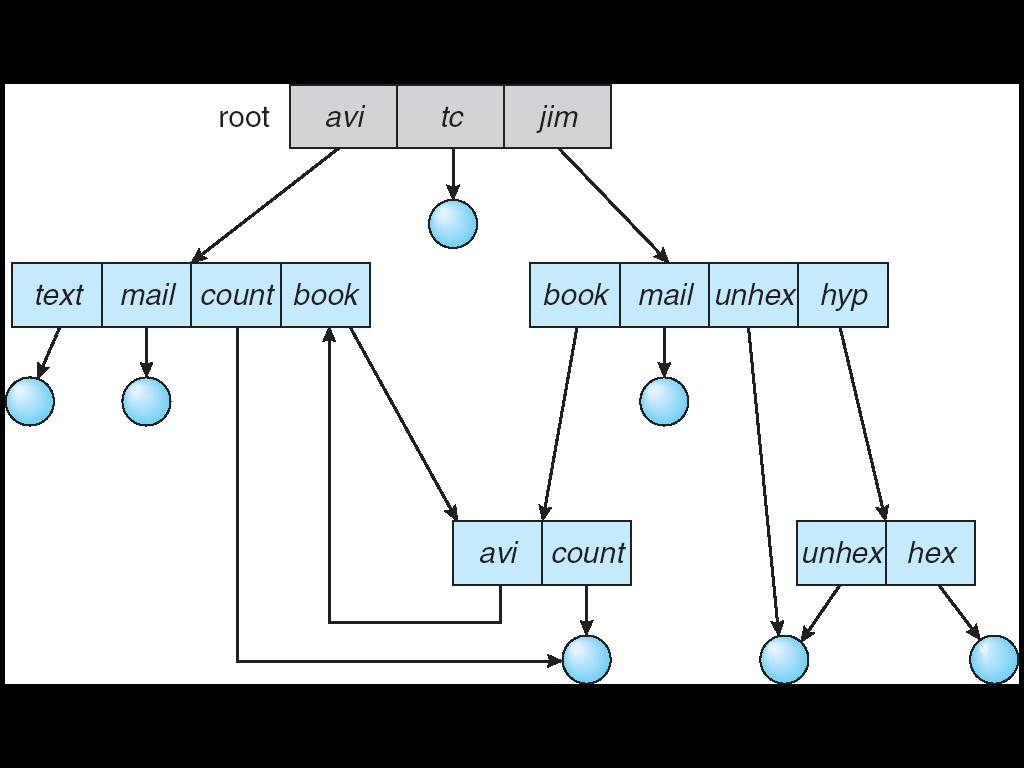 root avi tc jim
text mail count book book mail unhex hyp
avi count unhex hex